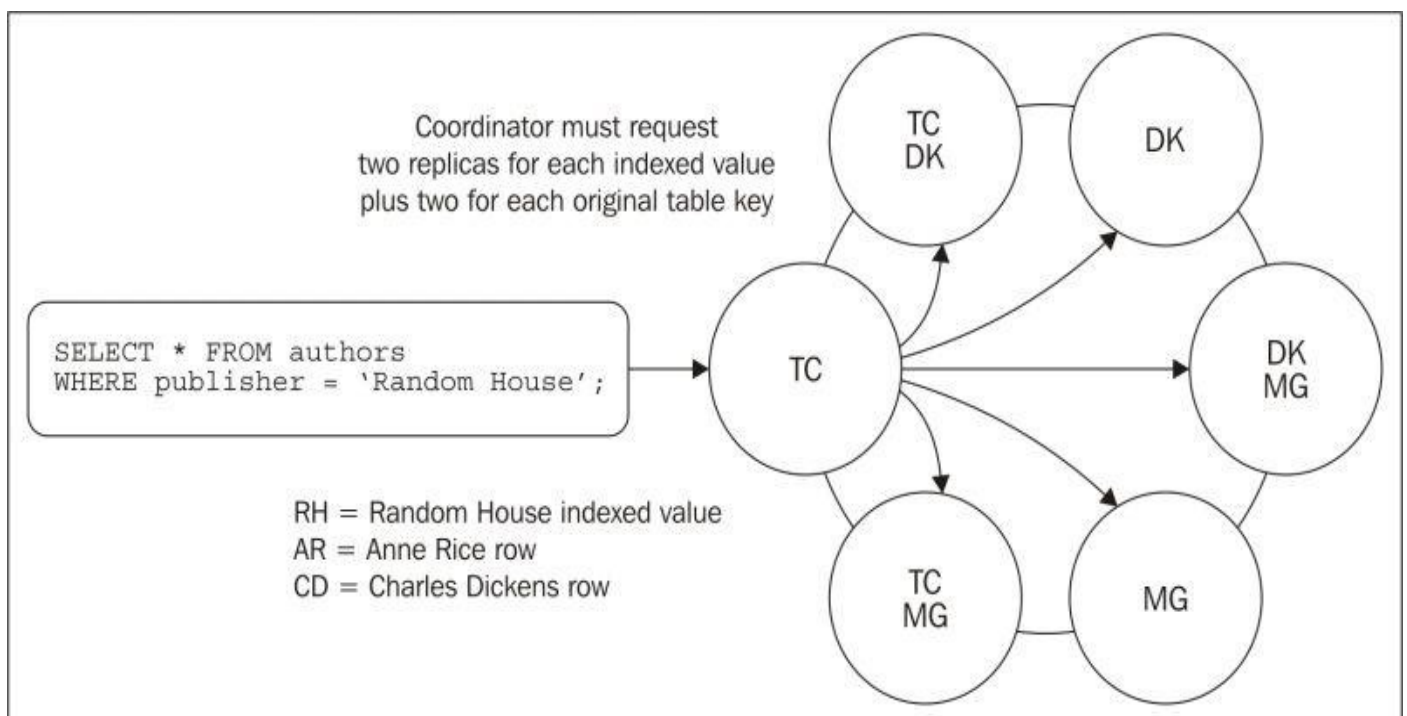 Coordinator must request
two replicas for each indexed value
plus two for each original table key
TC
DK
DK
SELECT * FROM authors
WHERE publisher = ‘Random House’;
TC
DK
MG
RH = Random House indexed value
AR = Anne Rice row
CD = Charles Dickens row
TC
MG
MG